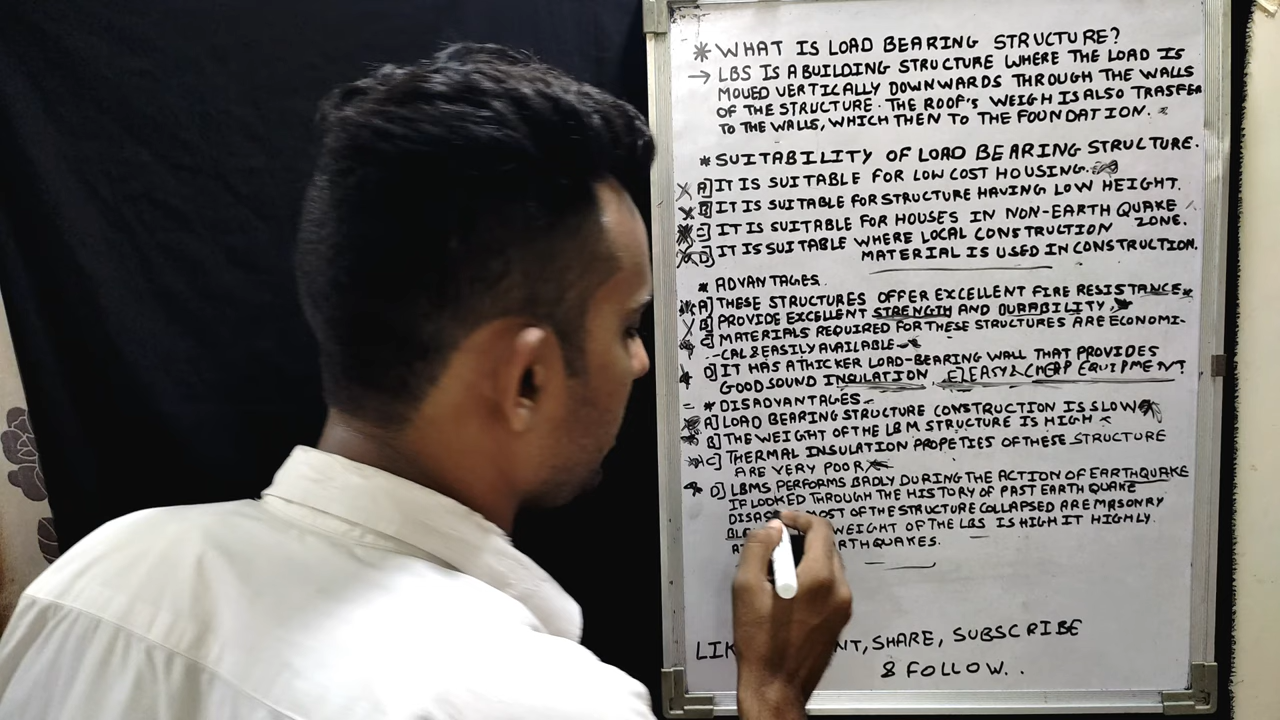 * WHAT IS LOAD BEARING STRUCTURE?
→ LBS IS A BUILDING STRUCTURE WHERE THE LOAD IS
MOVED VERTICALLY DOWNWARDS THROUGH THE WALLS
OF THE STRUCTURE. THE ROOF'S WEIGH IS ALSO TRASFER
TO THE WALLS, WHICH THEN TO THE FOUNDATION.
* SUITABILITY OF LOAD BEARING STRUCTURE.
A] IT IS SUITABLE FOR LOW COST HOUSING.
B] IT IS SUITABLE FOR STRUCTURE HAVING LOW HEIGHT.
C] IT IS SUITABLE FOR HOUSES IN NON-EARTH QUAKE ZONE.
D] IT IS SUITABLE WHERE LOCAL CONSTRUCTION
MATERIAL IS USED IN CONSTRUCTION.
* ADVANTAGES.
A] THESE STRUCTURES OFFER EXCELLENT FIRE RESISTANCE.
B] PROVIDE EXCELLENT STRENGTH AND DURABILITY.
C] MATERIALS REQUIRED FOR THESE STRUCTURES ARE ECONOMI-
-CAL & EASILY AVAILABLE
D] IT HAS A THICKER LOAD-BEARING WALL THAT PROVIDES
GOOD SOUND INSULATION E] EASY & CHEAP EQUIPMENT
* DISADVANTAGES
A] LOAD BEARING STRUCTURE CONSTRUCTION IS SLOW
B] THE WEIGHT OF THE LBM STRUCTURE IS HIGH
C] THERMAL INSULATION PROPETIES OF THESE STRUCTURE
ARE VERY POOR
D] LBMS PERFORMS BADLY DURING THE ACTION OF EARTHQUAKE
IF LOOKED THROUGH THE HISTORY OF PAST EARTH QUAKE
MOST OF THE STRUCTURE COLLAPSED ARE MASONRY
WEIGHT OF THE LBS IS HIGH IT HIGHLY
RTHQUAKES.
LIK NT, SHARE, SUBSCRIBE
& FOLLOW..